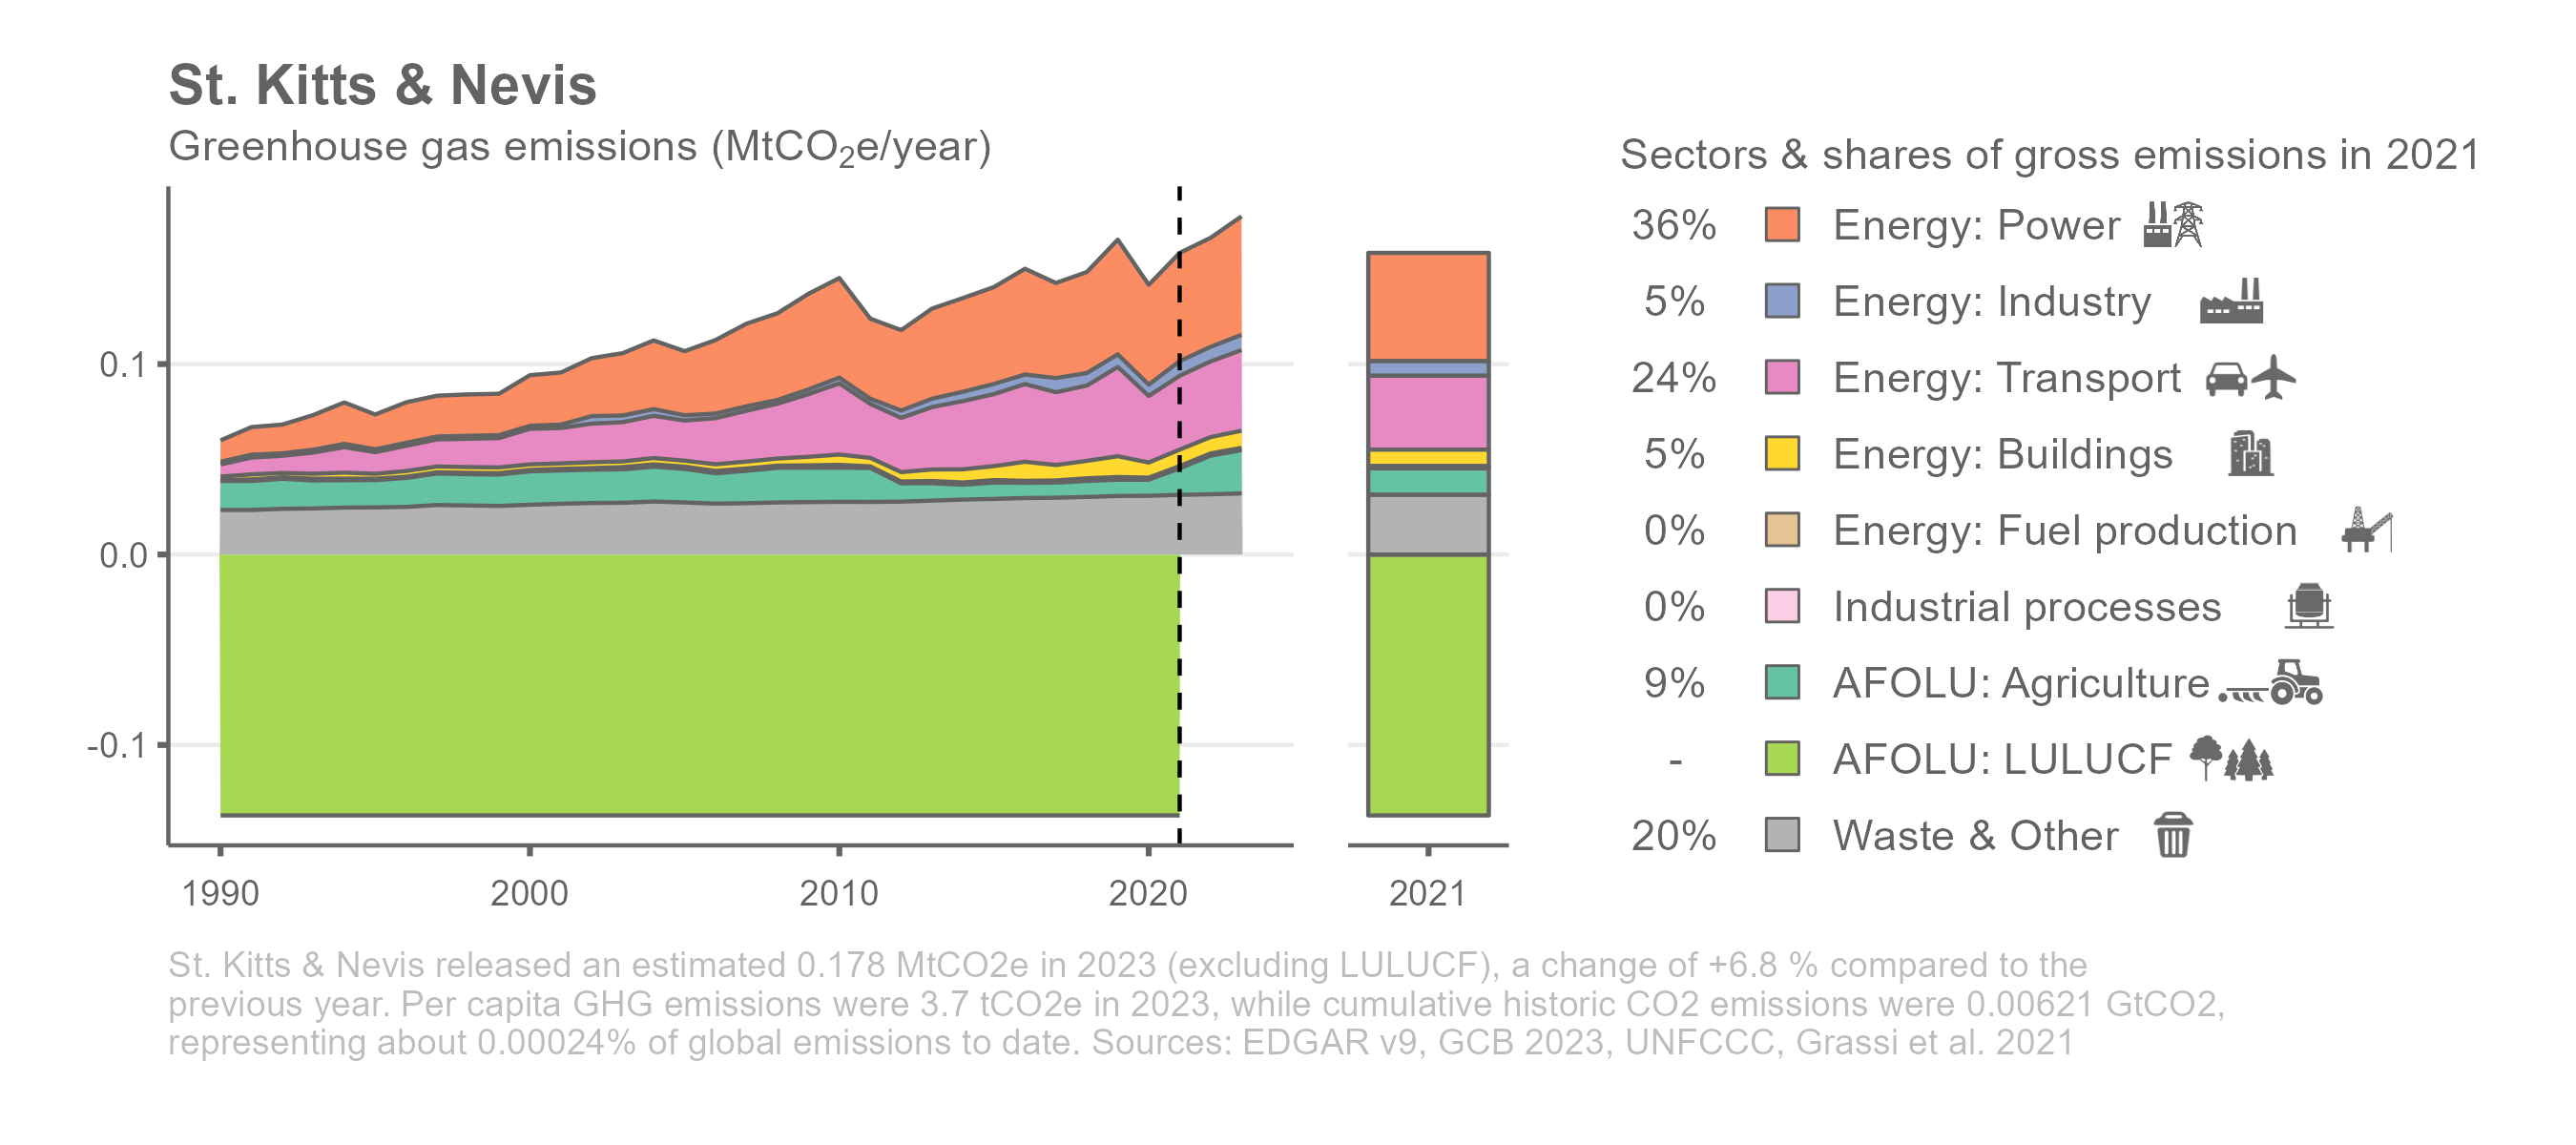 St. Kitts & Nevis
Greenhouse gas emissions (MtCO₂e/year)
0.1
0.0
-0.1
1990
2000
2010
2020
2021
Sectors & shares of gross emissions in 2021
36% Energy: Power
5% Energy: Industry
24% Energy: Transport
5% Energy: Buildings
0% Energy: Fuel production
0% Industrial processes
9% AFOLU: Agriculture
- AFOLU: LULUCF
20% Waste & Other
St. Kitts & Nevis released an estimated 0.178 MtCO2e in 2023 (excluding LULUCF), a change of +6.8 % compared to the
previous year. Per capita GHG emissions were 3.7 tCO2e in 2023, while cumulative historic CO2 emissions were 0.00621 GtCO2,
representing about 0.00024% of global emissions to date. Sources: EDGAR v9, GCB 2023, UNFCCC, Grassi et al. 2021